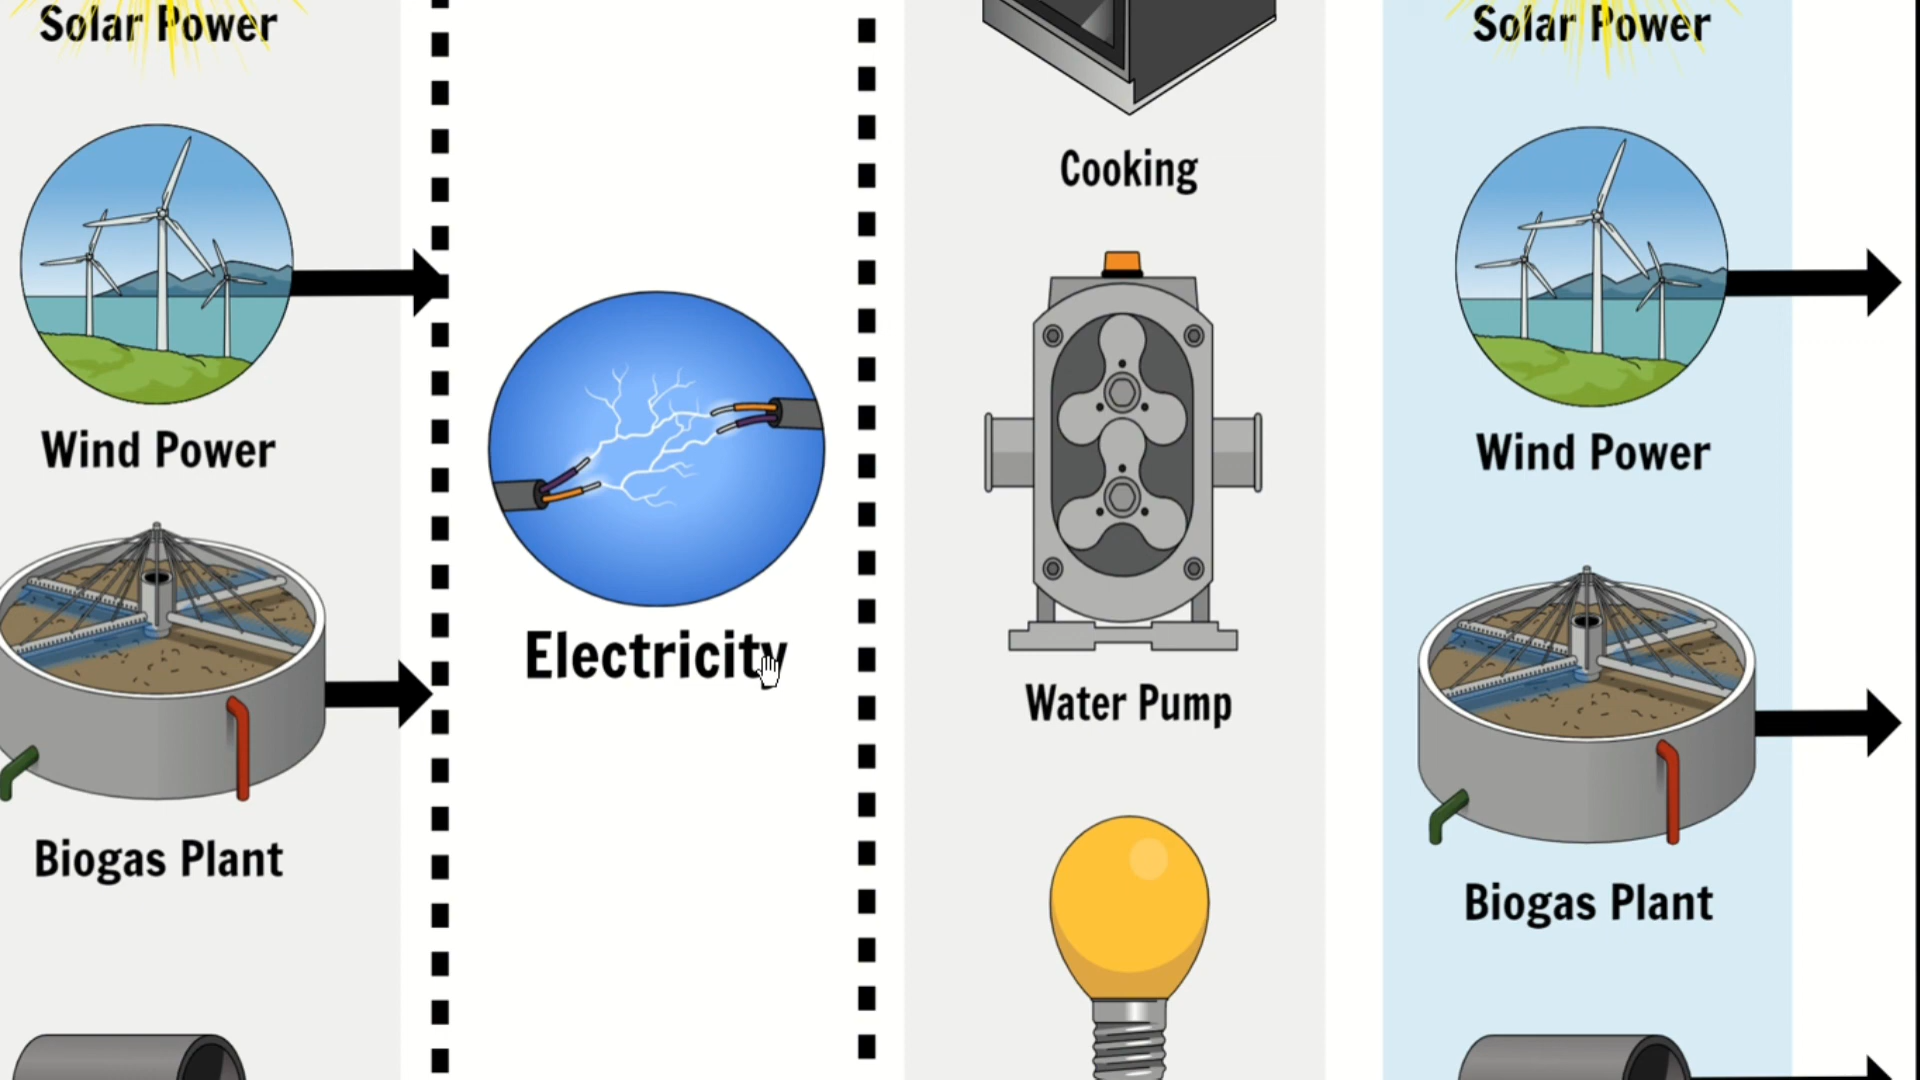 Solar Power
Wind Power
Biogas Plant
Electricity
Cooking
Water Pump
Solar Power
Wind Power
Biogas Plant